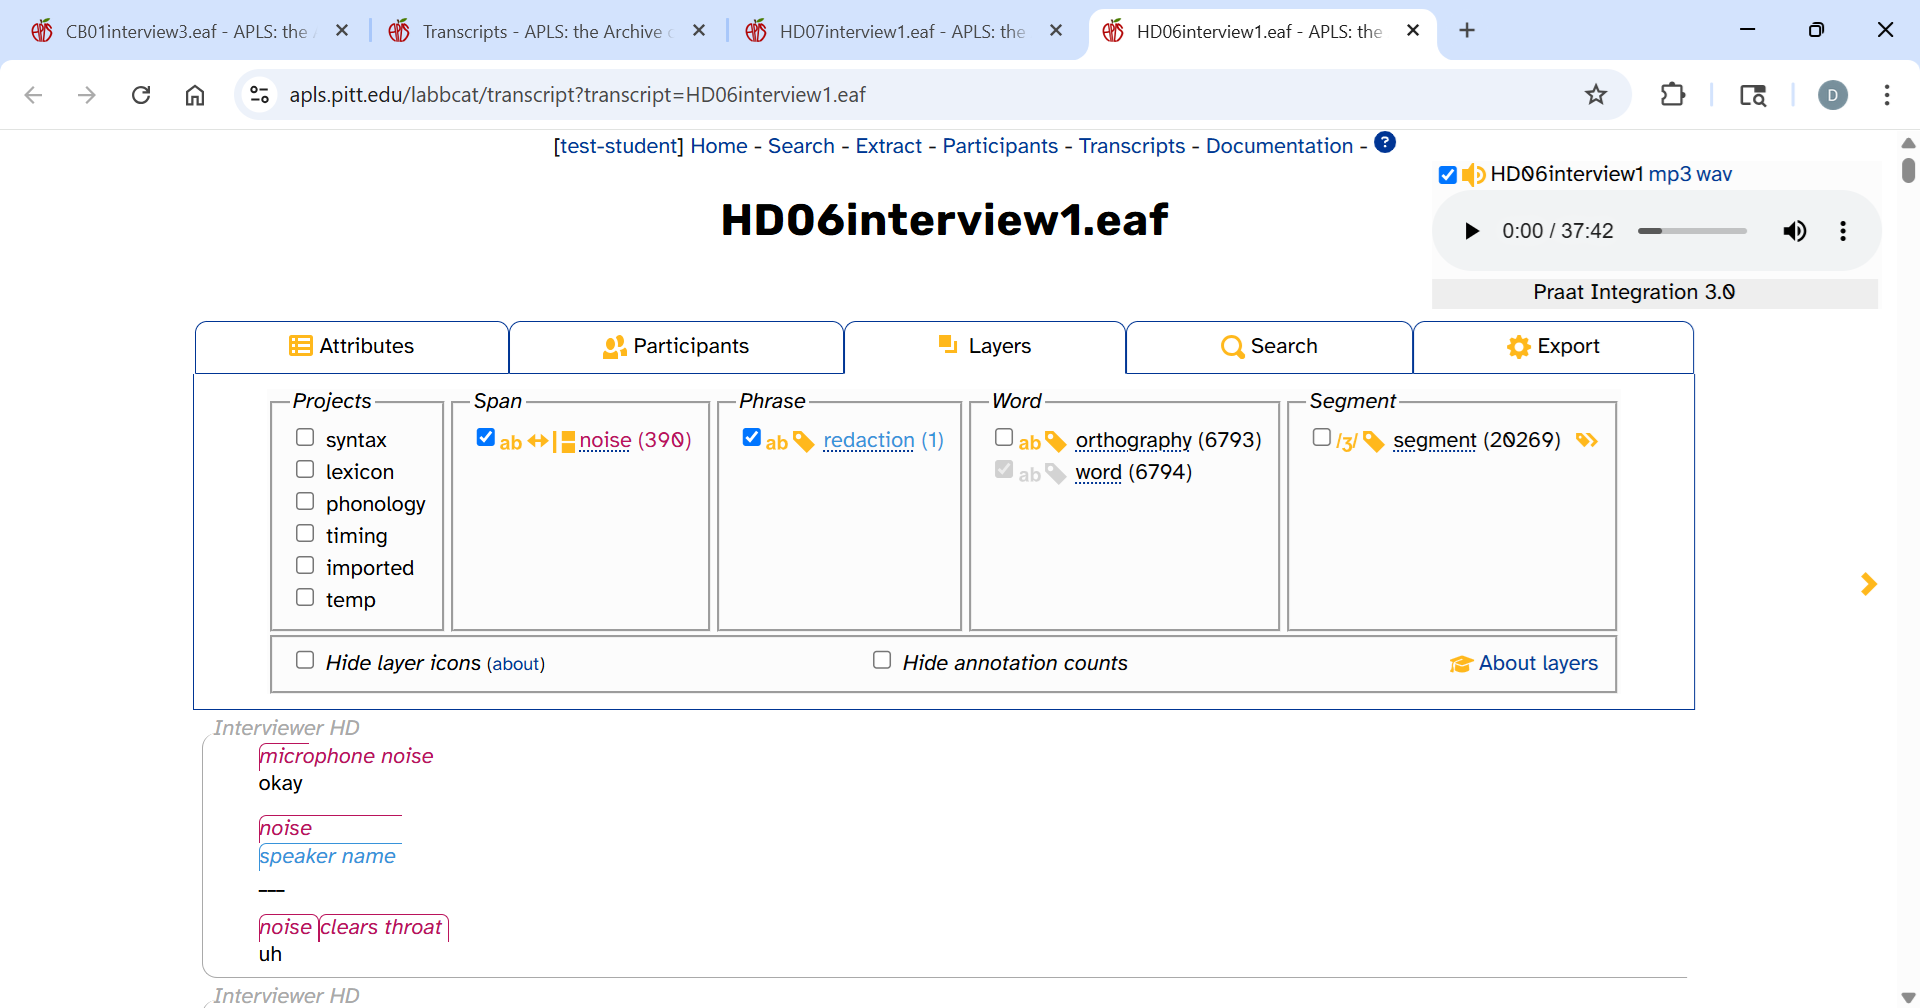 CB01interview3.eaf - APLS: the
Transcripts - APLS: the Archive
HD07interview1.eaf - APLS: the
HD06interview1.eaf - APLS: the
apls.pitt.edu/labbcat/transcript?transcript=HD06interview1.eaf
D
[test-student] Home - Search - Extract - Participants - Transcripts - Documentation - ?
HD06interview1 mp3 wav
HD06interview1.eaf
0:00 / 37:42
Praat Integration 3.0
Attributes
Participants
Layers
Search
Export
Projects
syntax
lexicon
phonology
timing
imported
temp
Span
ab noise (390)
Phrase
ab redaction (1)
Word
ab orthography (6793)
ab word (6794)
Segment
/ʒ/ segment (20269)
Hide layer icons (about)
Hide annotation counts
About layers
Interviewer HD
microphone noise
okay
noise
speaker name
---
noise clears throat
uh
Interviewer HD